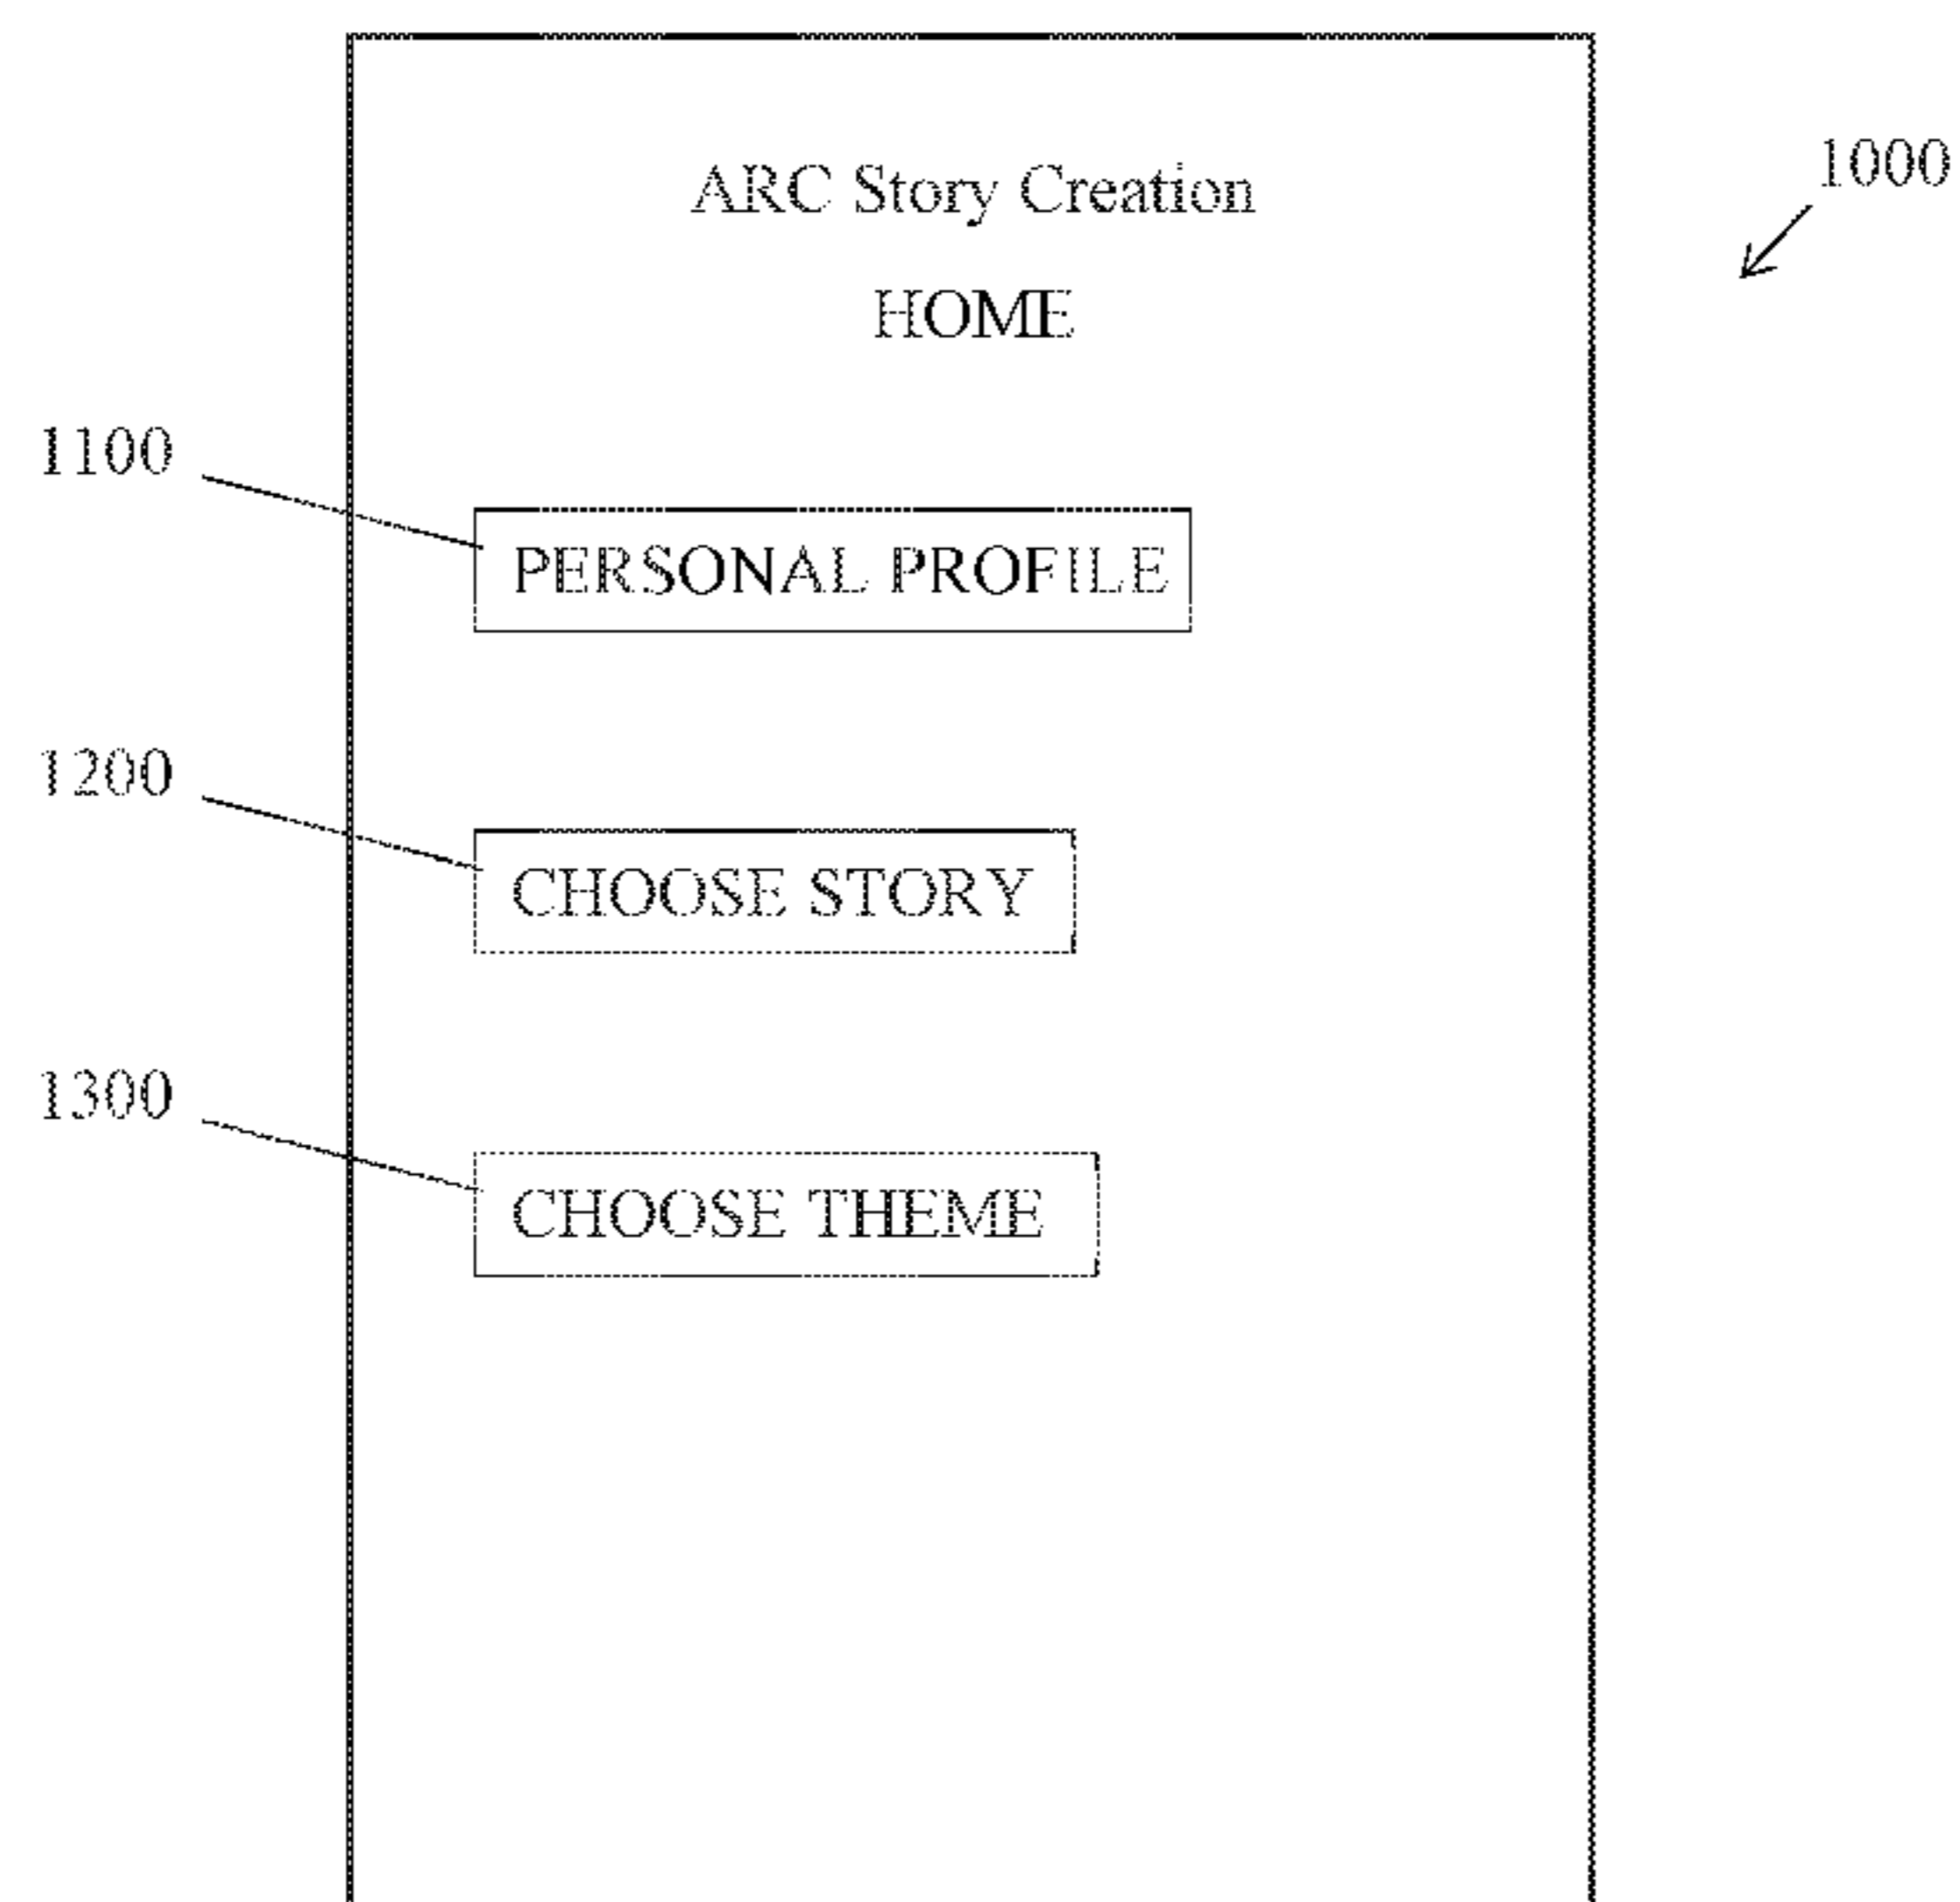 ARC Story Creation
1000
HOME
1100
PERSONAL PROFILE
1200
CHOOSE STORY
1300
CHOOSE THEME